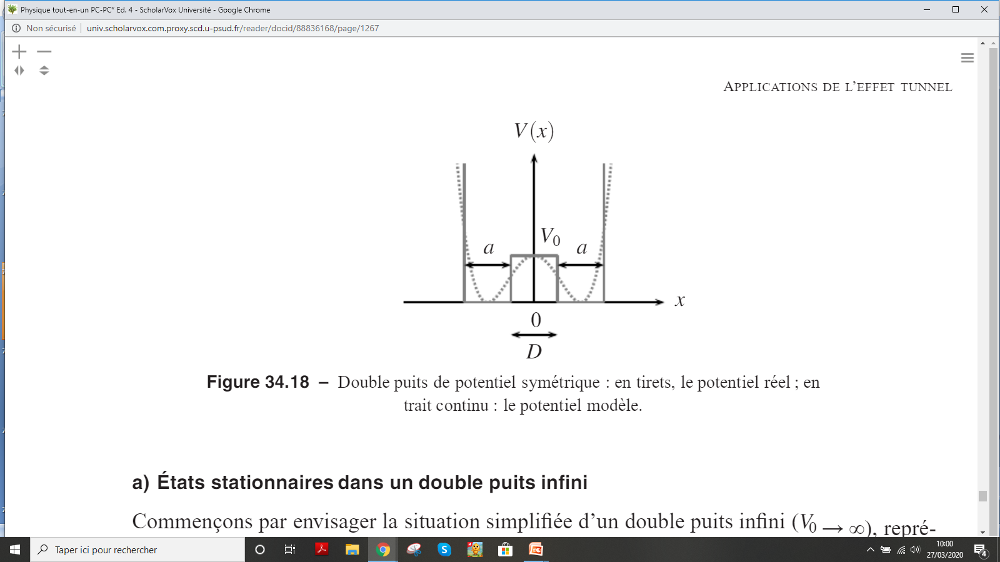 Physique tout-en-un PC-PC* Ed. 4 - ScholarVox Université - Google Chrome
Non sécurisé | univ.scholarvox.com.proxy.scd.u-psud.fr/reader/docid/88836168/page/1267
APPLICATIONS DE L'EFFET TUNNEL
V(x)
V0
a
a
x
0
D
Figure 34.18 – Double puits de potentiel symétrique : en tirets, le potentiel réel ; en
trait continu : le potentiel modèle.
a) États stationnaires dans un double puits infini
Commençons par envisager la situation simplifiée d'un double puits infini (V0 → ∞), repré-
Taper ici pour rechercher
10:00
27/03/2020
4